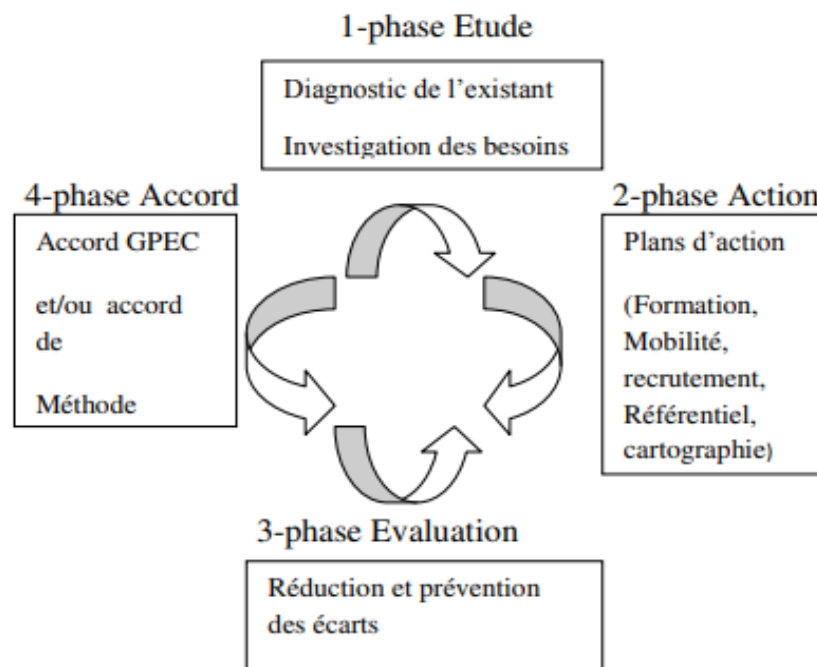 1-phase Etude
Diagnostic de l’existant
Investigation des besoins
4-phase Accord
Accord GPEC
et/ou accord
de
Méthode
2-phase Action
Plans d’action
(Formation,
Mobilité,
recrutement,
Référentiel,
cartographie)
3-phase Evaluation
Réduction et prévention
des écarts